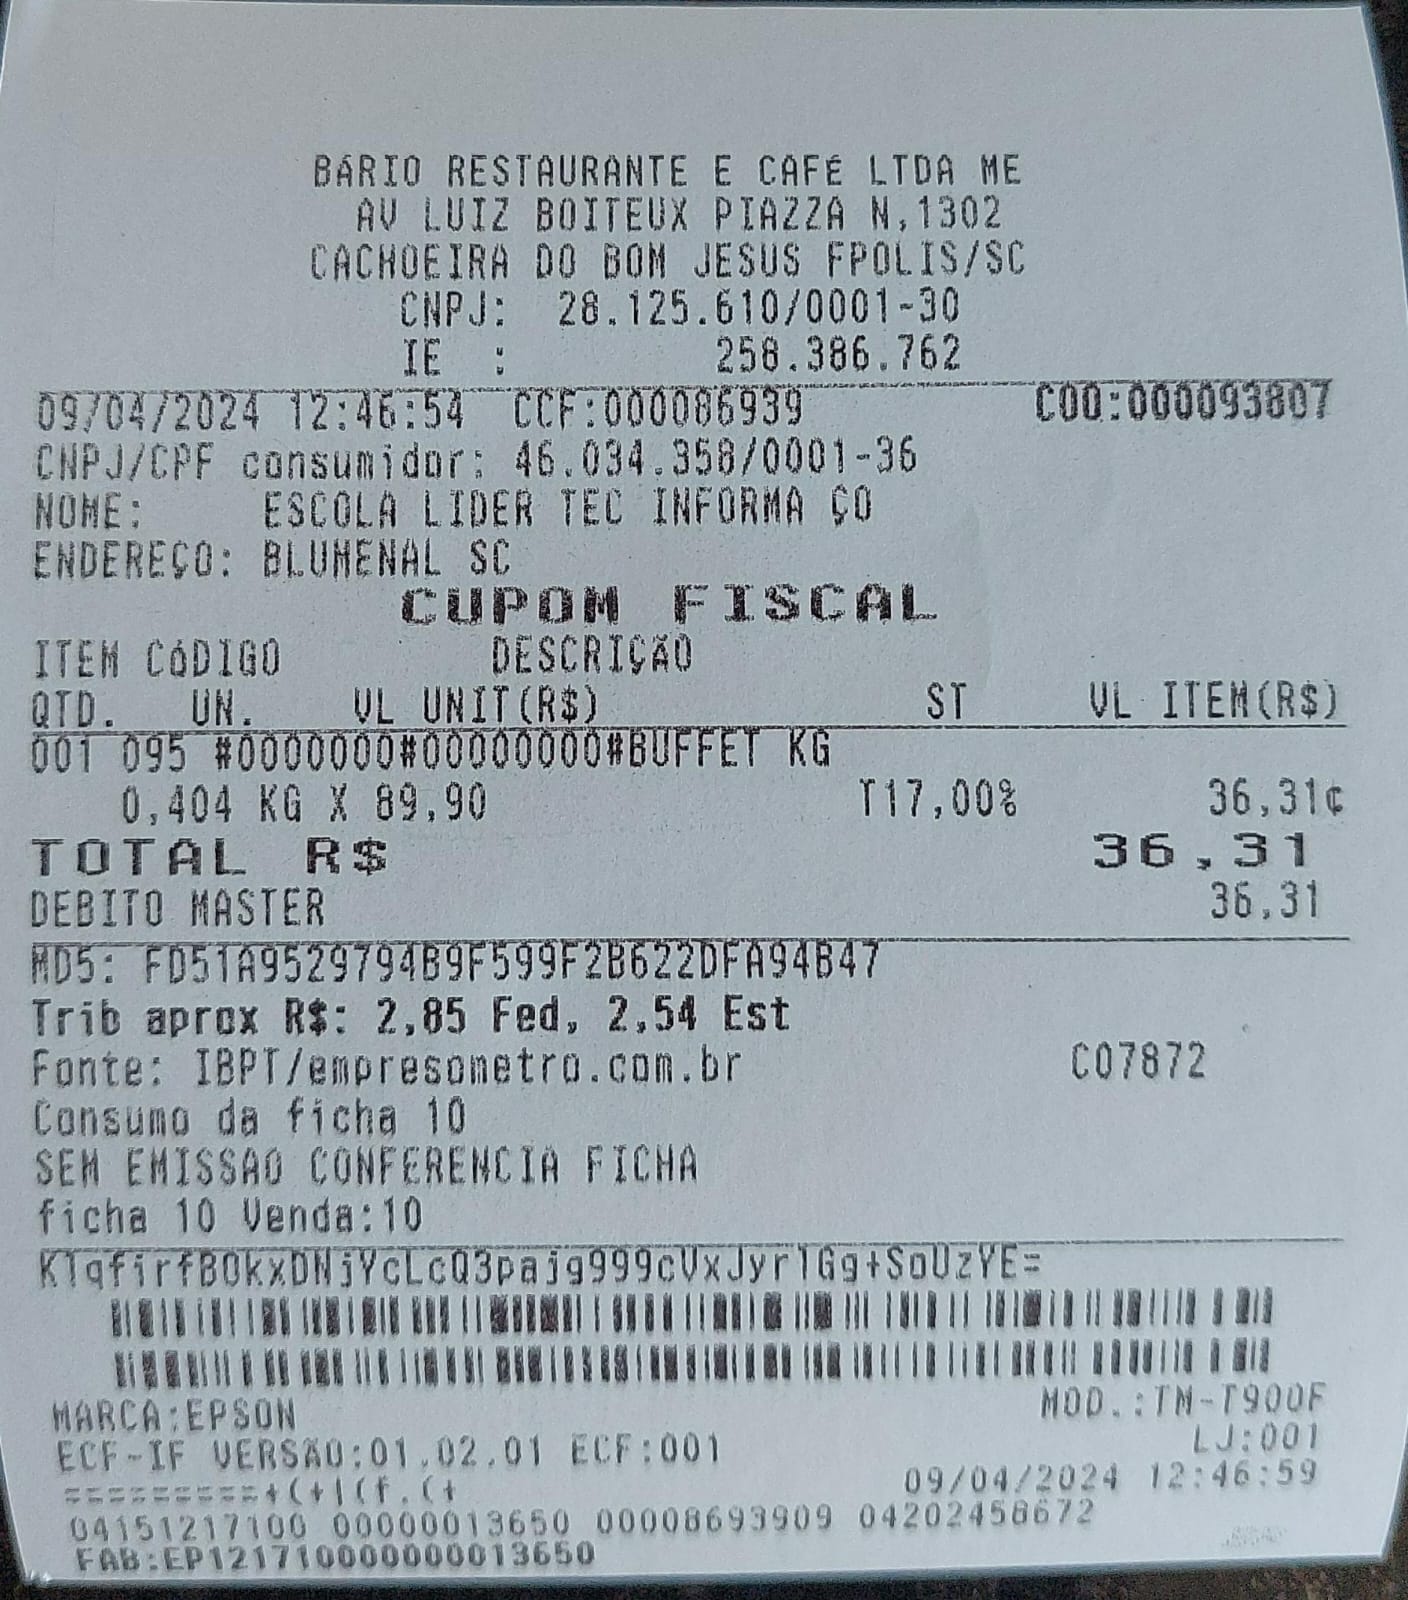 BÁRIO RESTAURANTE E CAFÉ LTDA ME
AV LUIZ BOITEUX PIAZZA N,1302
CACHOEIRA DO BOM JESUS FPOLIS/SC
CNPJ: 28.125.610/0001-30
IE : 258.386.762
09/04/2024 12:46:54 CCF:000086939 COO:000093807
CNPJ/CPF consumidor: 46.034.358/0001-36
NOME: ESCOLA LIDER TEC INFORMA ÇO
ENDEREÇO: BLUMENAL SC
CUPOM FISCAL
ITEM CÓDIGO DESCRIÇÃO
QTD. UN. VL UNIT(R$) ST VL ITEM(R$)
001 095 #0000000#00000000#BUFFET KG
0,404 KG X 89,90 T17,00% 36,31¢
TOTAL R$ 36,31
DEBITO MASTER 36,31
MD5: FD51A9529794B9F599F2B622DFA94B47
Trib aprox R$: 2,85 Fed, 2,54 Est
Fonte: IBPT/empresometro.com.br C07872
Consumo da ficha 10
SEM EMISSAO CONFERENCIA FICHA
ficha 10 Venda:10
K1qfirfB0kxDNjYcLcQ3pajg999cVxJyr1Gg+SoUzYE=
MARCA:EPSON MOD.:TM-T900F
ECF-IF VERSÃO:01.02.01 ECF:001 LJ:001
=========+(+|(f.(+ 09/04/2024 12:46:59
04151217100 00000013650 00008693909 04202458672
FAB:EP121710000000013650